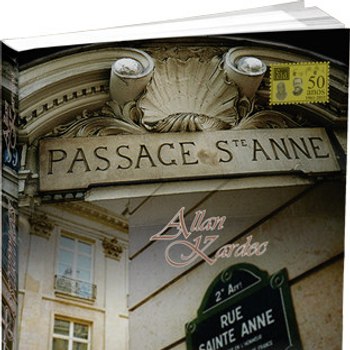 50
anos
PASSAGE STE ANNE
Allan
Kardec
2e Arrt
RUE
SAINTE ANNE